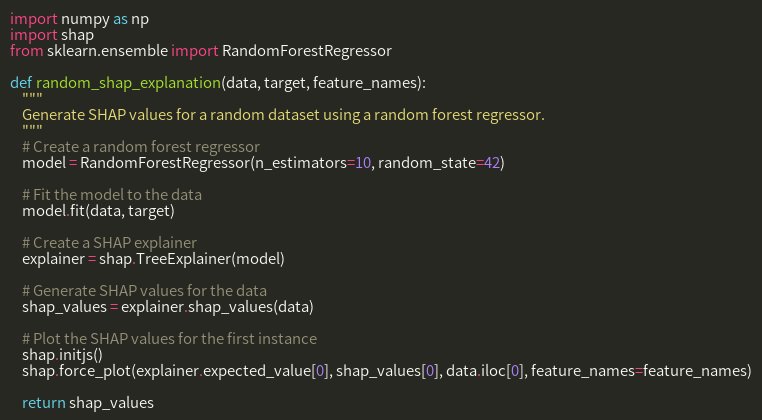 import numpy as np
import shap
from sklearn.ensemble import RandomForestRegressor

def random_shap_explanation(data, target, feature_names):
    """
    Generate SHAP values for a random dataset using a random forest regressor.
    """
    # Create a random forest regressor
    model = RandomForestRegressor(n_estimators=10, random_state=42)

    # Fit the model to the data
    model.fit(data, target)

    # Create a SHAP explainer
    explainer = shap.TreeExplainer(model)

    # Generate SHAP values for the data
    shap_values = explainer.shap_values(data)

    # Plot the SHAP values for the first instance
    shap.initjs()
    shap.force_plot(explainer.expected_value[0], shap_values[0], data.iloc[0], feature_names=feature_names)

    return shap_values